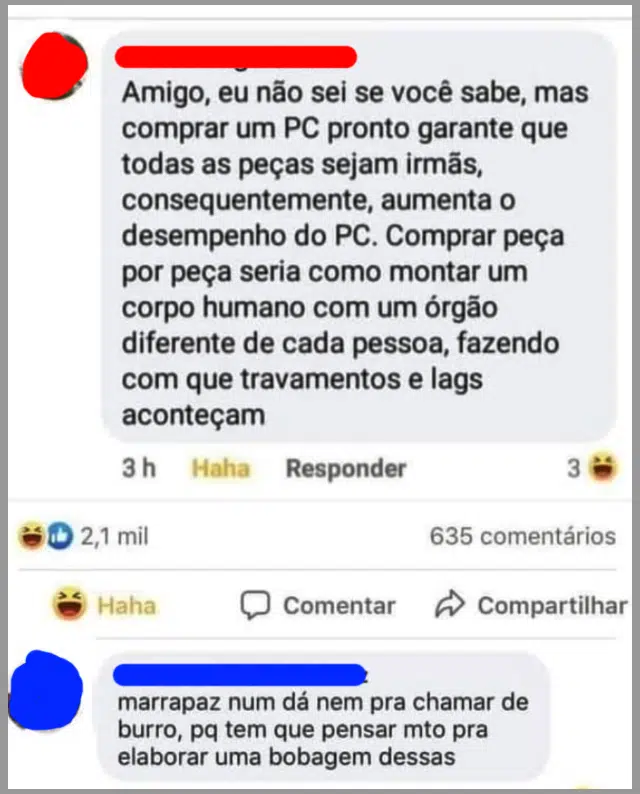 Amigo, eu não sei se você sabe, mas
comprar um PC pronto garante que
todas as peças sejam irmãs,
consequentemente, aumenta o
desempenho do PC. Comprar peça
por peça seria como montar um
corpo humano com um órgão
diferente de cada pessoa, fazendo
com que travamentos e lags
aconteçam
3 h Haha Responder 3
2,1 mil 635 comentários
Haha Comentar Compartilhar
marrapaz num dá nem pra chamar de
burro, pq tem que pensar mto pra
elaborar uma bobagem dessas